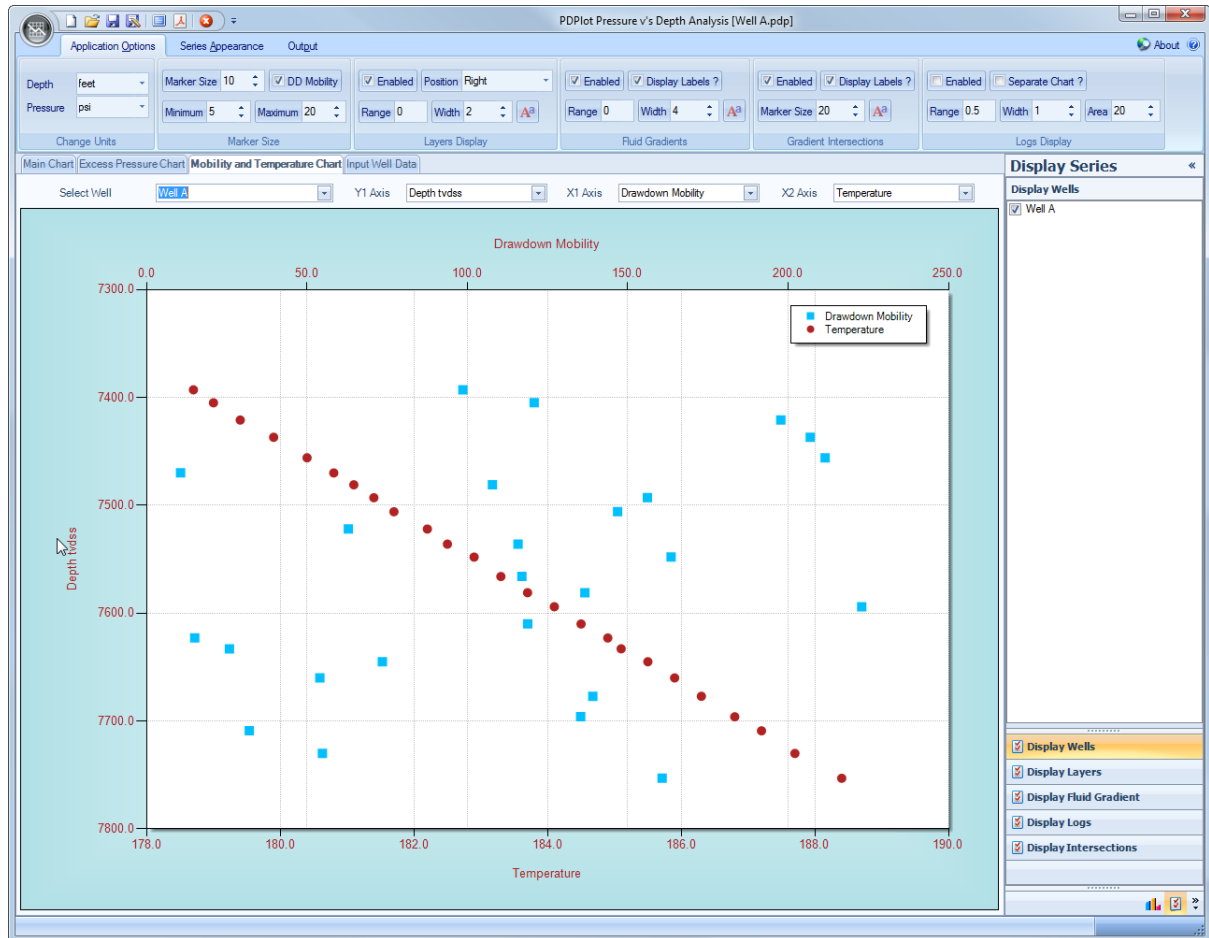 PDPlot Pressure v's Depth Analysis [Well A.pdp]
Application Options Series Appearance Output About
Depth feet Marker Size 10 DD Mobility Enabled Position Right Enabled Display Labels ? Enabled Display Labels ? Enabled Separate Chart ?
Pressure psi Minimum 5 Maximum 20 Range 0 Width 2 Aa Range 0 Width 4 Aa Marker Size 20 Aa Range 0.5 Width 1 Area 20
Change Units Marker Size Layers Display Fluid Gradients Gradient Intersections Logs Display
Main Chart Excess Pressure Chart Mobility and Temperature Chart Input Well Data
Display Series «
Select Well Well A Y1 Axis Depth tvdss X1 Axis Drawdown Mobility X2 Axis Temperature
Display Wells
Well A
Drawdown Mobility
0.0 50.0 100.0 150.0 200.0 250.0
7300.0
Drawdown Mobility
Temperature
7400.0
7500.0
Depth tvdss
7600.0
7700.0
7800.0
178.0 180.0 182.0 184.0 186.0 188.0 190.0
Temperature
Display Wells
Display Layers
Display Fluid Gradient
Display Logs
Display Intersections